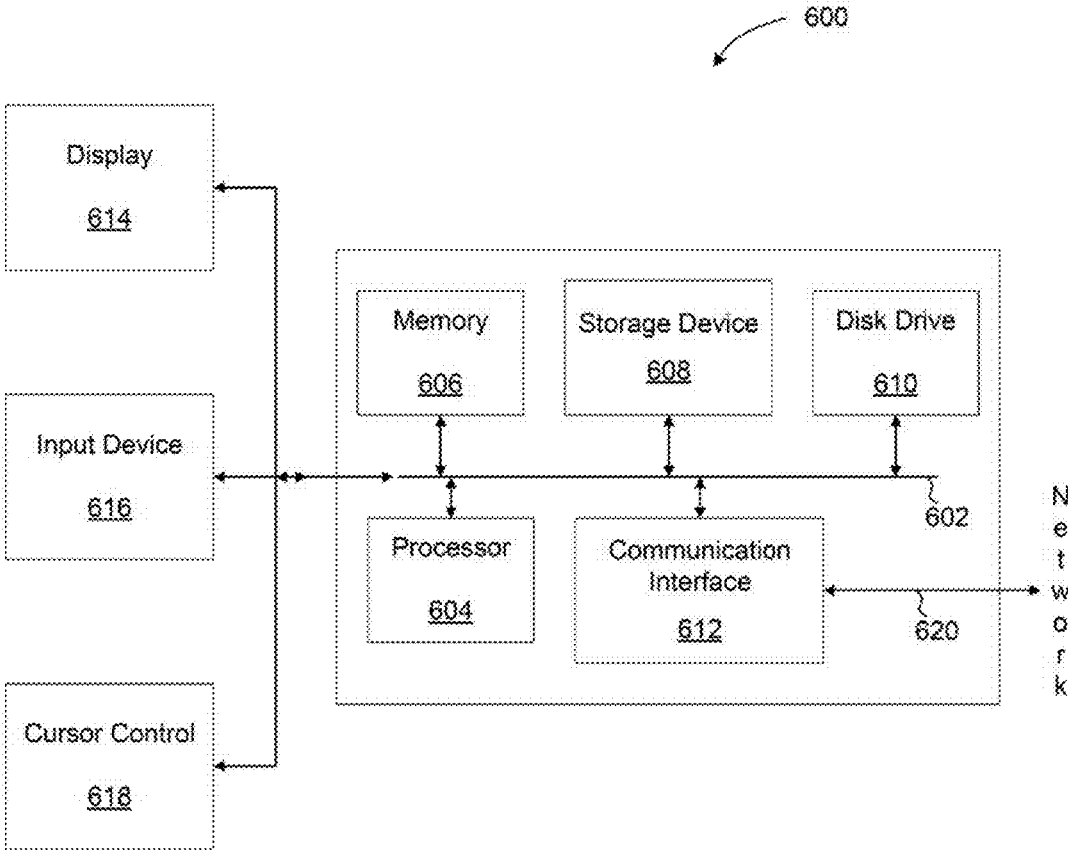 600
Display
614
Memory
606
Storage Device
608
Disk Drive
610
Input Device
616
602
Processor
604
Communication
Interface
612
620
Network
Cursor Control
618